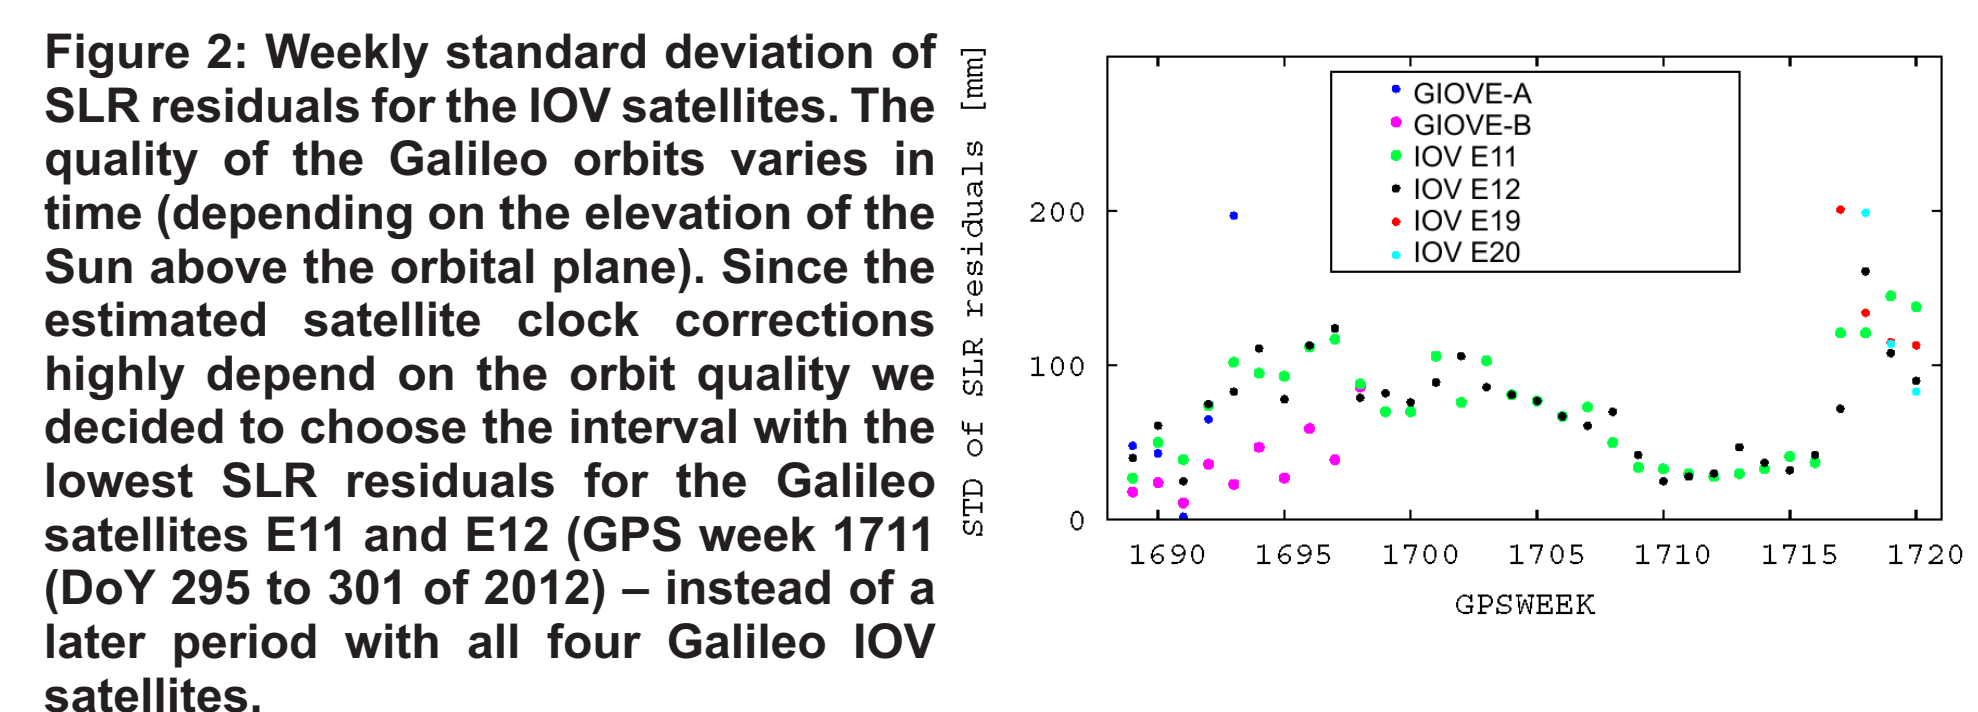 Figure 2: Weekly standard deviation of
SLR residuals for the IOV satellites. The
quality of the Galileo orbits varies in
time (depending on the elevation of the
Sun above the orbital plane). Since the
estimated satellite clock corrections
highly depend on the orbit quality we
decided to choose the interval with the
lowest SLR residuals for the Galileo
satellites E11 and E12 (GPS week 1711
(DoY 295 to 301 of 2012) – instead of a
later period with all four Galileo IOV
satellites.
STD of SLR residuals [mm]
GIOVE-A
GIOVE-B
IOV E11
IOV E12
IOV E19
IOV E20
200
100
0
1690 1695 1700 1705 1710 1715 1720
GPSWEEK